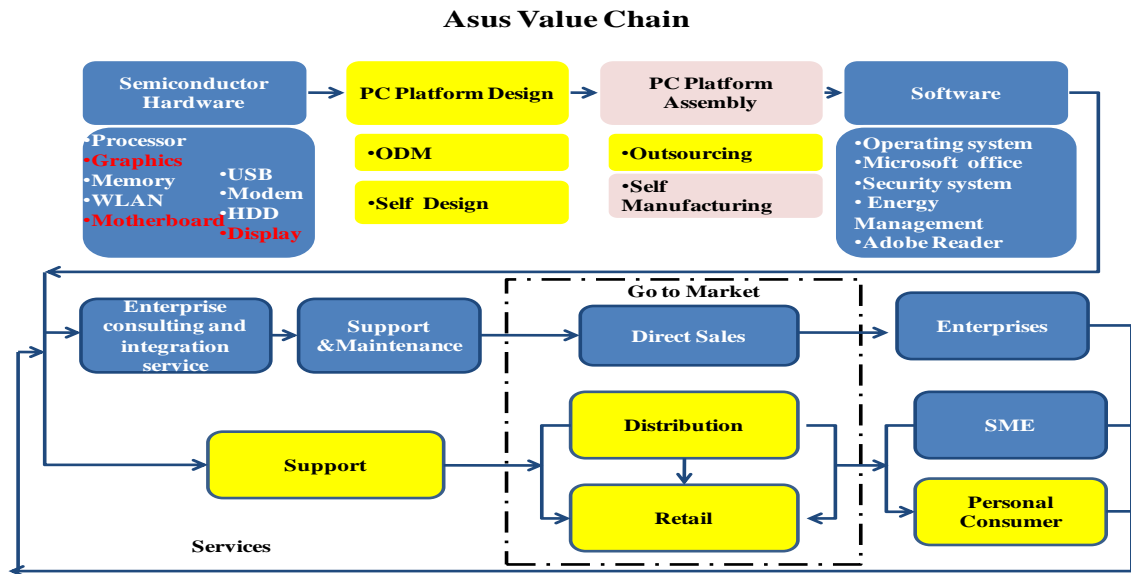 Asus Value Chain
Semiconductor
Hardware
PC Platform Design
PC Platform
Assembly
Software
•Processor
•Graphics
•Memory
•WLAN
•Motherboard
•USB
•Modem
•HDD
•Display
•ODM
•Self Design
•Outsourcing
•Self
Manufacturing
•Operating system
•Microsoft office
•Security system
• Energy
Management
•Adobe Reader
Go to Market
Enterprise
consulting and
integration
service
Support
&Maintenance
Direct Sales
Enterprises
Distribution
SME
Support
Retail
Personal
Consumer
Services